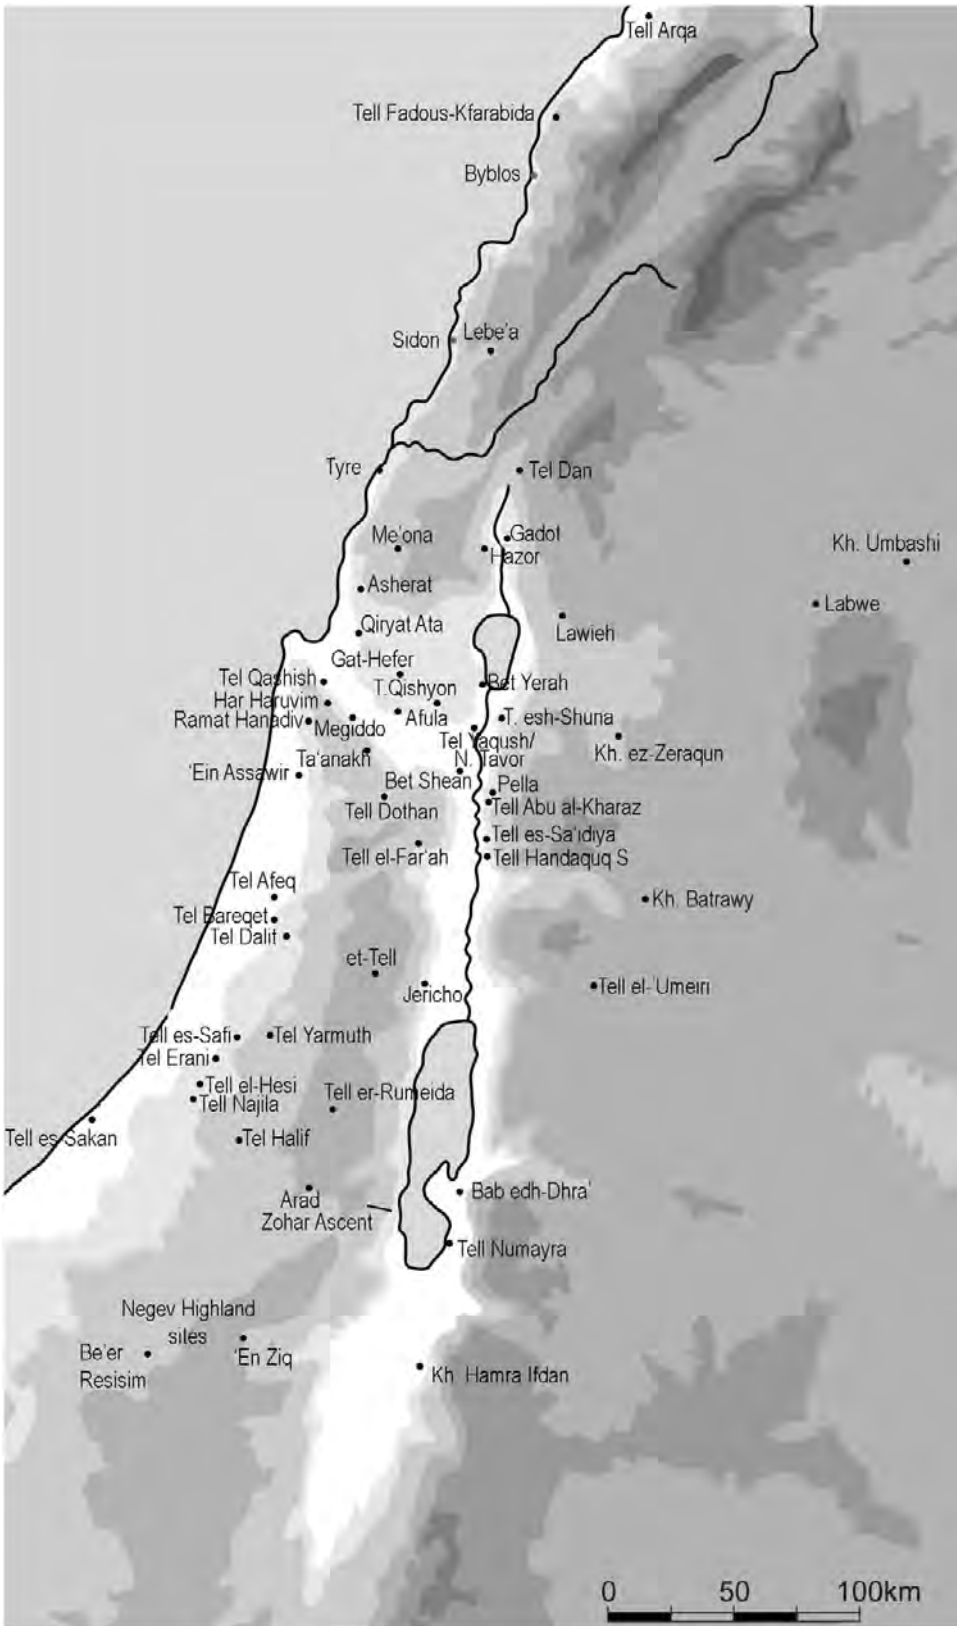 Tell Arqa
Tell Fadous-Kfarabida
Byblos
Sidon
Lebe'a
Tyre
Tel Dan
Me'ona
Gadot
Hazor
Kh. Umbashi
Asherat
Labwe
Qiryat Ata
Lawieh
Gat-Hefer
Tel Qashish
T.Qishyon
Bet Yerah
Har Haruvim
Ramat Hanadiv
Megiddo
Afula
T. esh-Shuna
Tel Yaqush/
N. Tavor
Kh. ez-Zeraqun
Ta'anakh
'Ein Assawir
Bet Shean
Pella
Tell Dothan
Tell Abu al-Kharaz
Tell es-Sa'idiya
Tell el-Far'ah
Tell Handaquq S
Tel Afeq
Kh. Batrawy
Tel Bareqet
Tel Dalit
et-Tell
Jericho
Tell el-'Umeiri
Tell es-Safi
Tel Yarmuth
Tel Erani
Tell el-Hesi
Tell er-Rumeida
Tell Najila
Tell es-Sakan
Tel Halif
Arad
Bab edh-Dhra'
Zohar Ascent
Tell Numayra
Negev Highland
sites
Be'er
Resisim
'En Ziq
Kh Hamra Ifdan
0 50 100km